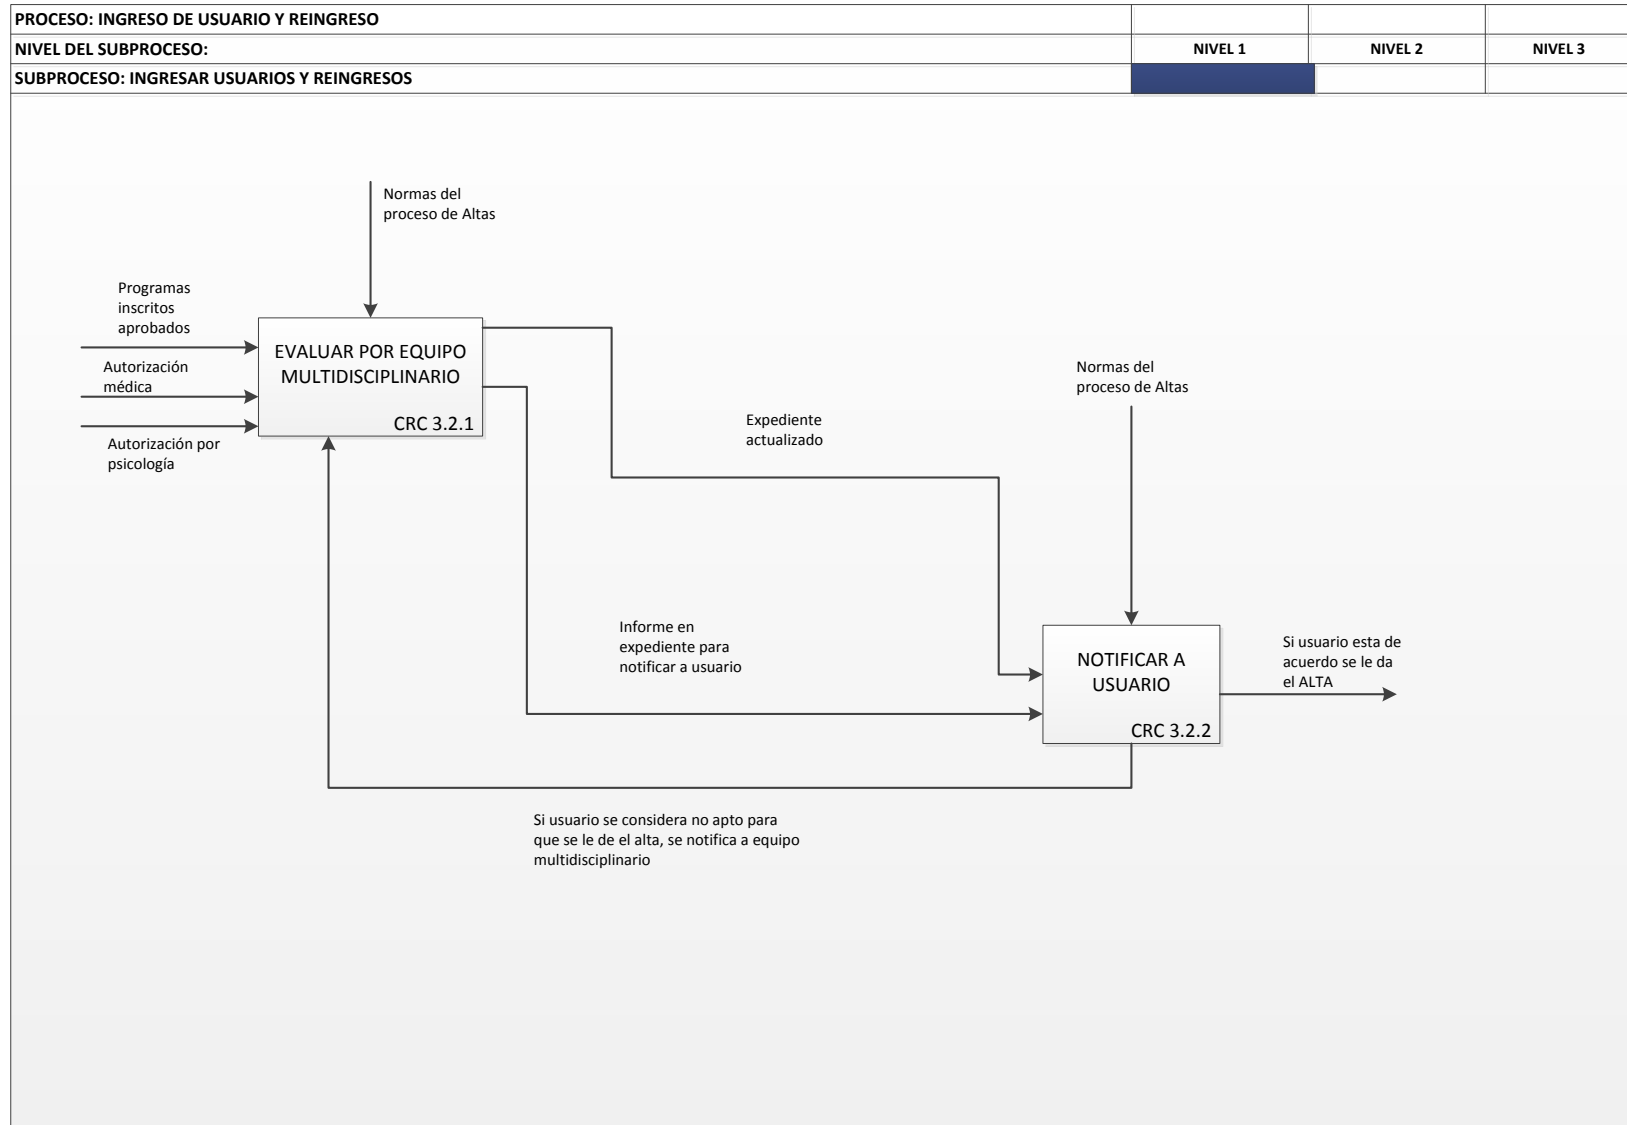 PROCESO: INGRESO DE USUARIO Y REINGRESO
NIVEL DEL SUBPROCESO:
NIVEL 1
NIVEL 2
NIVEL 3
SUBPROCESO: INGRESAR USUARIOS Y REINGRESOS
Normas del
proceso de Altas
Programas
inscritos
aprobados
Autorización
médica
Autorización por
psicología
EVALUAR POR EQUIPO
MULTIDISCIPLINARIO
CRC 3.2.1
Expediente
actualizado
Normas del
proceso de Altas
Informe en
expediente para
notificar a usuario
NOTIFICAR A
USUARIO
CRC 3.2.2
Si usuario esta de
acuerdo se le da
el ALTA
Si usuario se considera no apto para
que se le de el alta, se notifica a equipo
multidisciplinario